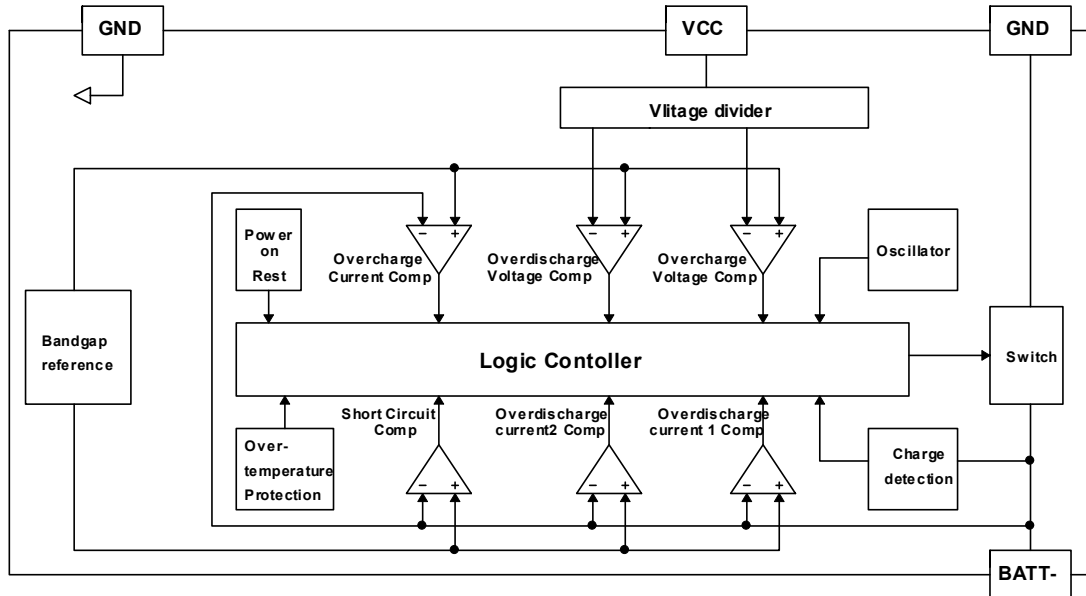 GND
VCC
GND
Vlitage divider
Power
on
Rest
− +
− +
− +
Overcharge
Current Comp
Overdischarge
Voltage Comp
Overcharge
Voltage Comp
Oscillator
Bandgap
reference
Logic Contoller
Switch
Short Circuit
Comp
Overdischarge
current2 Comp
Overdischarge
current 1 Comp
Over-
temperature
Protection
− +
− +
− +
Charge
detection
BATT-